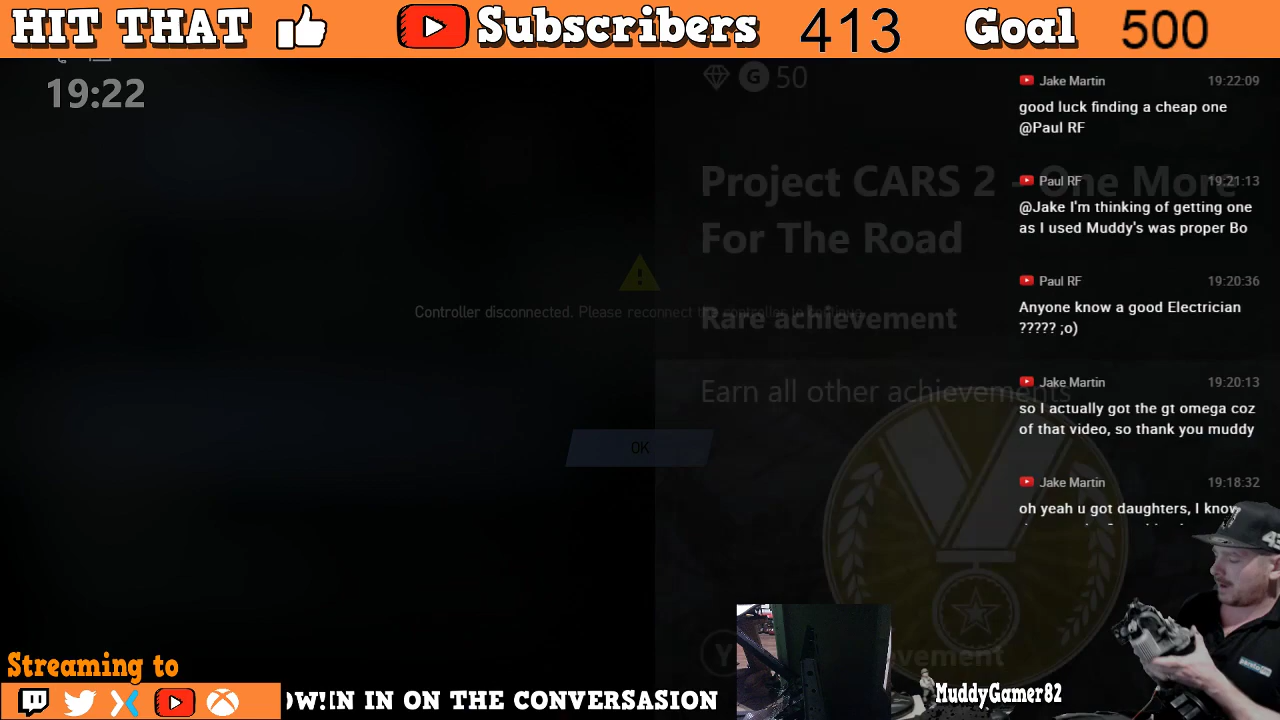 HIT THAT
Subscribers
413
Goal
500
19:22
G 50
Project CARS 2 - One More
For The Road
Rare achievement
Earn all other achievements
Controller disconnected. Please reconnect
OK
Jake Martin 19:22:09
good luck finding a cheap one
@Paul RF
Paul RF 19:21:13
@Jake I'm thinking of getting one
as I used Muddy's was proper Bo
Paul RF 19:20:36
Anyone know a good Electrician
????? ;o)
Jake Martin 19:20:13
so I actually got the gt omega coz
of that video, so thank you muddy
Jake Martin 19:18:32
oh yeah u got daughters, I know
Y
vement
Streaming to
OW!IN IN ON THE CONVERSASION
MuddyGamer82